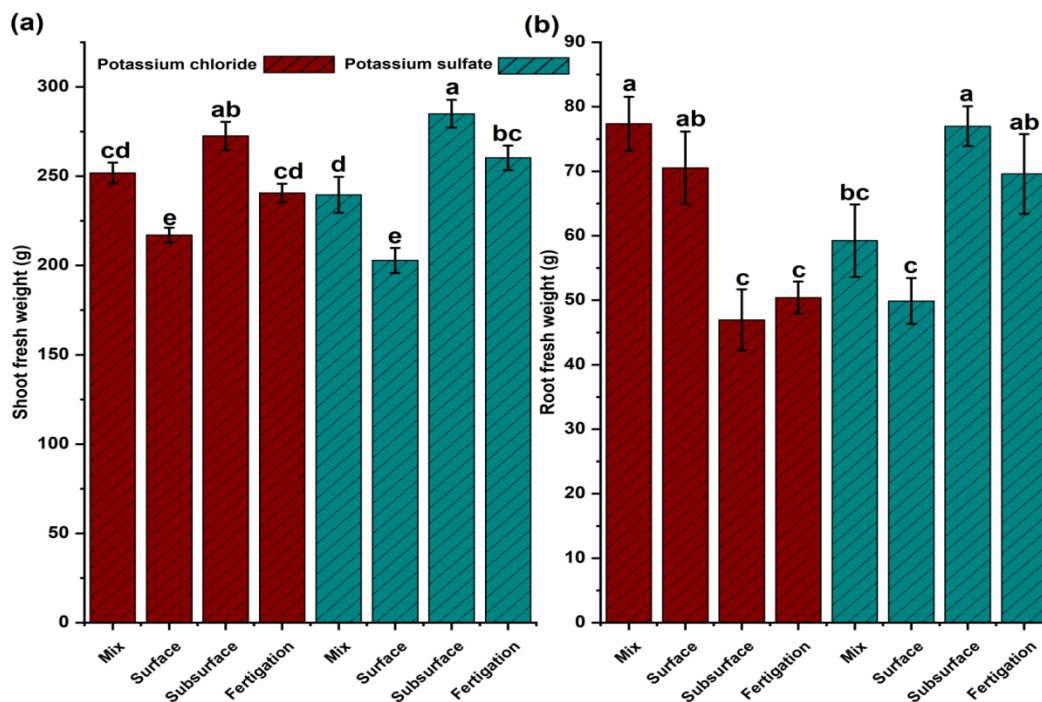 (a)
Potassium chloride Potassium sulfate
Shoot fresh weight (g)
300
250
200
150
100
50
0
cd
e
ab
cd
d
e
a
bc
Mix
Surface
Subsurface
Fertigation
Mix
Surface
Subsurface
Fertigation
(b)
Root fresh weight (g)
90
80
70
60
50
40
30
20
10
0
a
ab
c
c
bc
c
a
ab
Mix
Surface
Subsurface
Fertigation
Mix
Surface
Subsurface
Fertigation